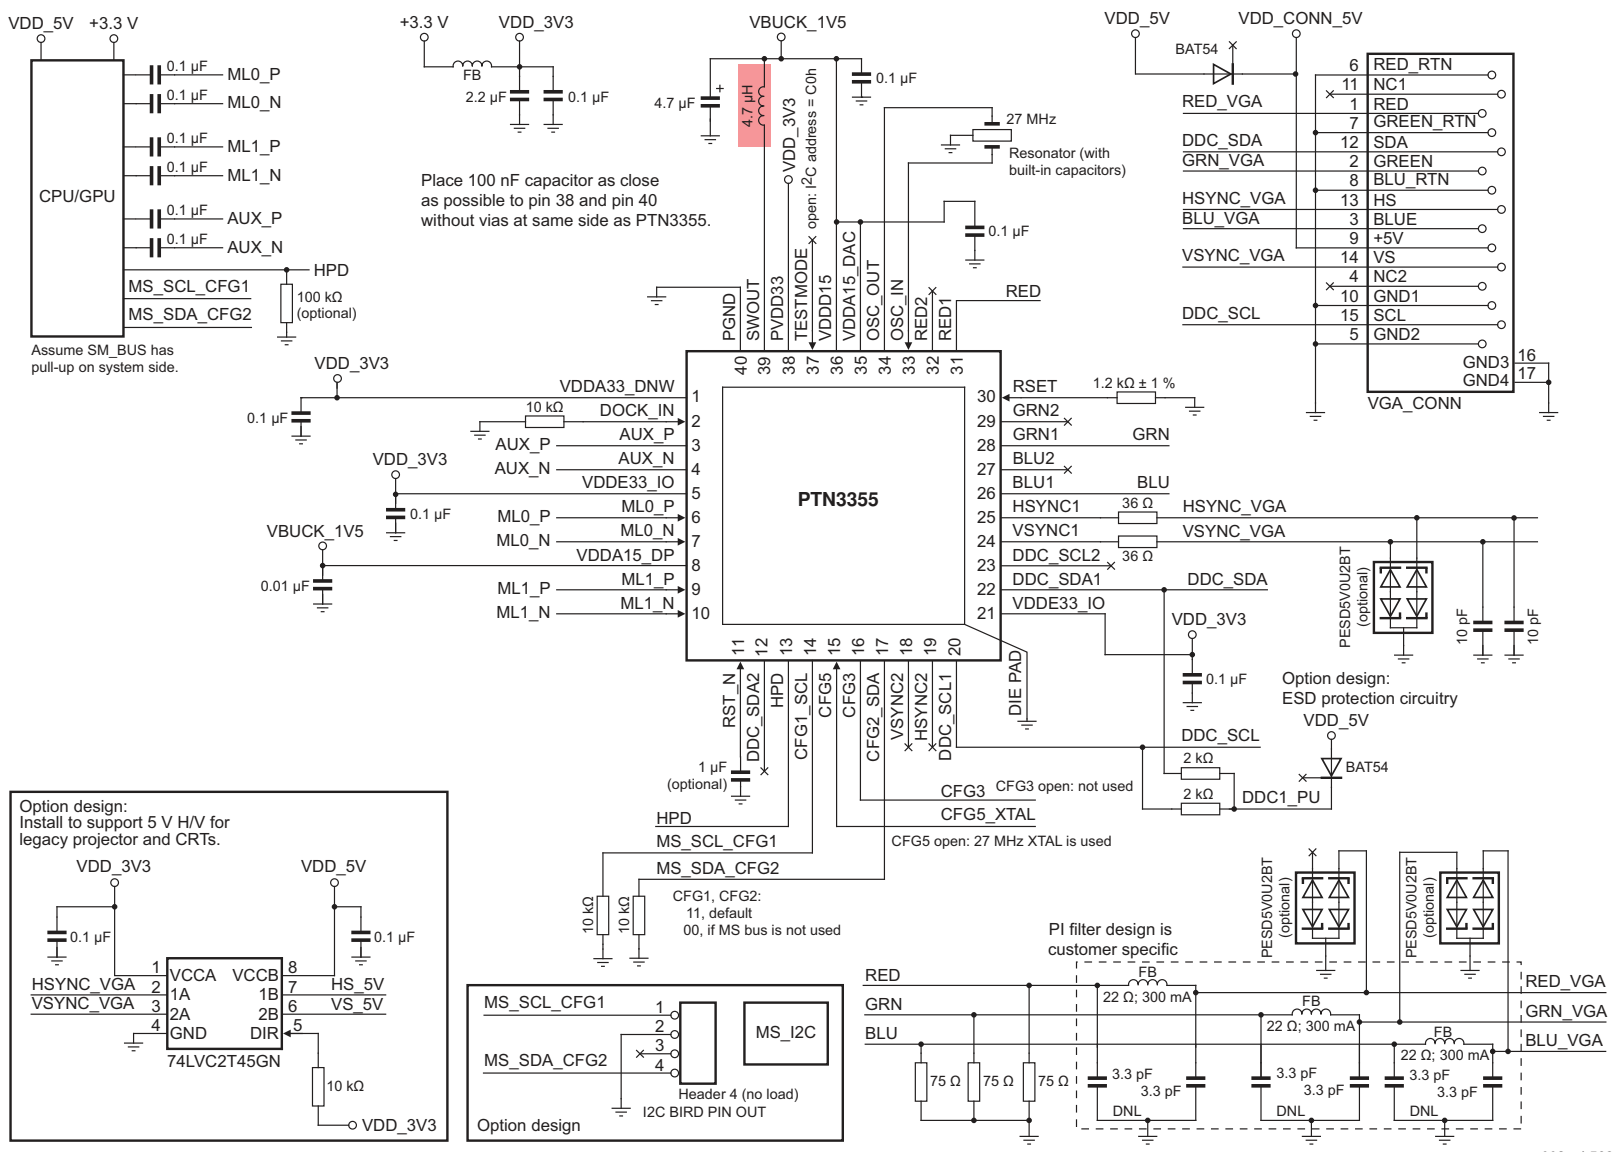 VDD_5V
+3.3 V
CPU/GPU
0.1 µF
ML0_P
0.1 µF
ML0_N
0.1 µF
ML1_P
0.1 µF
ML1_N
0.1 µF
AUX_P
0.1 µF
AUX_N
HPD
MS_SCL_CFG1
MS_SDA_CFG2
100 kΩ
(optional)
Assume SM_BUS has
pull-up on system side.
+3.3 V
VDD_3V3
FB
2.2 µF
0.1 µF
Place 100 nF capacitor as close
as possible to pin 38 and pin 40
without vias at same side as PTN3355.
VBUCK_1V5
4.7 µF
+
4.7 µH
VDD_3V3
open: I2C address = C0h
0.1 µF
27 MHz
Resonator (with
built-in capacitors)
0.1 µF
VDD_5V
VDD_CONN_5V
BAT54
6 RED_RTN
11 NC1
RED_VGA 1 RED
7 GREEN_RTN
DDC_SDA 12 SDA
GRN_VGA 2 GREEN
8 BLU_RTN
HSYNC_VGA 13 HS
BLU_VGA 3 BLUE
9 +5V
VSYNC_VGA 14 VS
4 NC2
10 GND1
DDC_SCL 15 SCL
5 GND2
GND3 16
GND4 17
VGA_CONN
PGND
SWOUT
PVDD33
TESTMODE
VDDD15
VDDA15_DAC
OSC_OUT
OSC_IN
RED2
RED1
RED
40 39 38 37 36 35 34 33 32 31
PTN3355
VDD_3V3
0.1 µF
VDDA33_DNW 1
10 kΩ
DOCK_IN 2
AUX_P AUX_P 3
AUX_N AUX_N 4
VDD_3V3
0.1 µF
VDDE33_IO 5
ML0_P ML0_P 6
ML0_N ML0_N 7
VBUCK_1V5
0.01 µF
VDDA15_DP 8
ML1_P ML1_P 9
ML1_N ML1_N 10
30 RSET
1.2 kΩ ± 1 %
29 GRN2
28 GRN1 GRN
27 BLU2
26 BLU1 BLU
25 HSYNC1 36 Ω HSYNC_VGA
24 VSYNC1 36 Ω VSYNC_VGA
23 DDC_SCL2
22 DDC_SDA1 DDC_SDA
21 VDDE33_IO
VDD_3V3
0.1 µF
PESD5V0U2BT
(optional)
10 pF
10 pF
Option design:
ESD protection circuitry
VDD_5V
BAT54
DDC_SCL
2 kΩ
2 kΩ
DDC1_PU
11 12 13 14 15 16 17 18 19 20
RST_N
DDC_SDA2
HPD
CFG1_SCL
CFG5
CFG3
CFG2_SDA
VSYNC2
HSYNC2
DDC_SCL1
DIE PAD
1 µF
(optional)
HPD
MS_SCL_CFG1
MS_SDA_CFG2
CFG3
CFG3 open: not used
CFG5_XTAL
CFG5 open: 27 MHz XTAL is used
10 kΩ
10 kΩ
CFG1, CFG2:
11, default
00, if MS bus is not used
Option design:
Install to support 5 V H/V for
legacy projector and CRTs.
VDD_3V3
VDD_5V
0.1 µF
0.1 µF
1 VCCA VCCB 8
HSYNC_VGA 2 1A 1B 7 HS_5V
VSYNC_VGA 3 2A 2B 6 VS_5V
4 GND DIR 5
74LVC2T45GN
10 kΩ
VDD_3V3
MS_SCL_CFG1 1
2
3
MS_SDA_CFG2 4
MS_I2C
Header 4 (no load)
I2C BIRD PIN OUT
Option design
PI filter design is
customer specific
PESD5V0U2BT
(optional)
PESD5V0U2BT
(optional)
RED
GRN
BLU
FB
22 Ω; 300 mA
FB
22 Ω; 300 mA
FB
22 Ω; 300 mA
RED_VGA
GRN_VGA
BLU_VGA
75 Ω
75 Ω
75 Ω
3.3 pF
3.3 pF
3.3 pF
3.3 pF
3.3 pF
3.3 pF
DNL
DNL
DNL